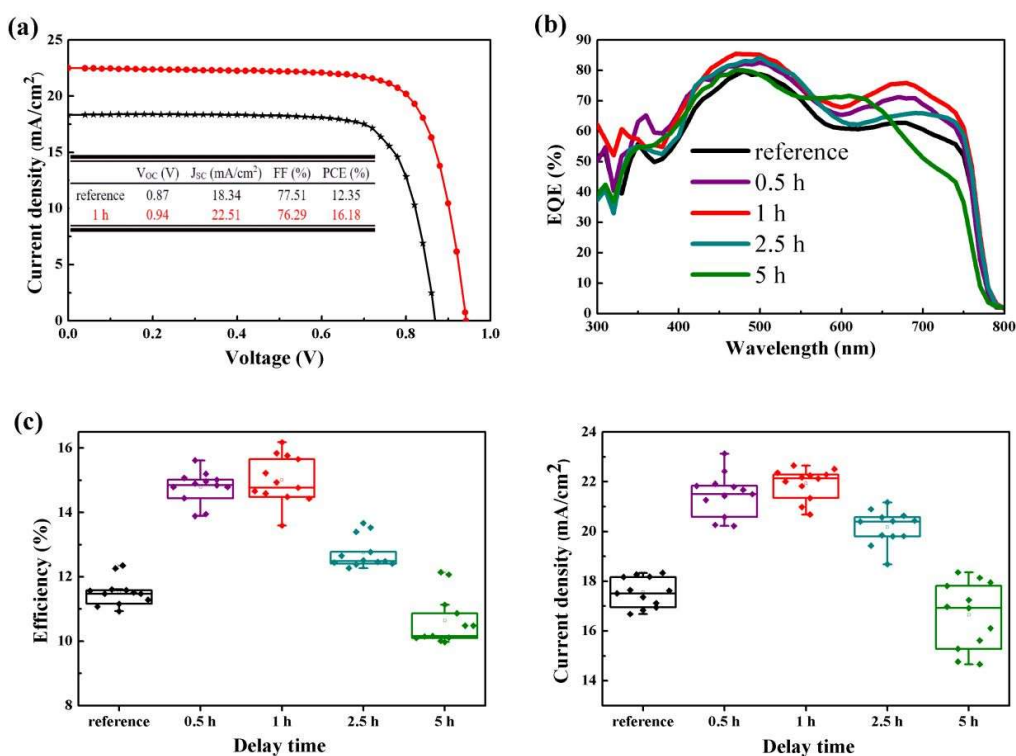 (a)
25
20
15
10
5
0
0.0 0.2 0.4 0.6 0.8 1.0
Voltage (V)
Current density (mA/cm²)
V_OC (V) J_SC (mA/cm²) FF (%) PCE (%)
reference 0.87 18.34 77.51 12.35
1 h 0.94 22.51 76.29 16.18
(b)
90
80
70
60
50
40
30
20
10
0
300 400 500 600 700 800
Wavelength (nm)
EQE (%)
reference
0.5 h
1 h
2.5 h
5 h
(c)
16
14
12
10
8
reference 0.5 h 1 h 2.5 h 5 h
Delay time
Efficiency (%)
24
22
20
18
16
14
13
reference 0.5 h 1 h 2.5 h 5 h
Delay time
Current density (mA/cm²)